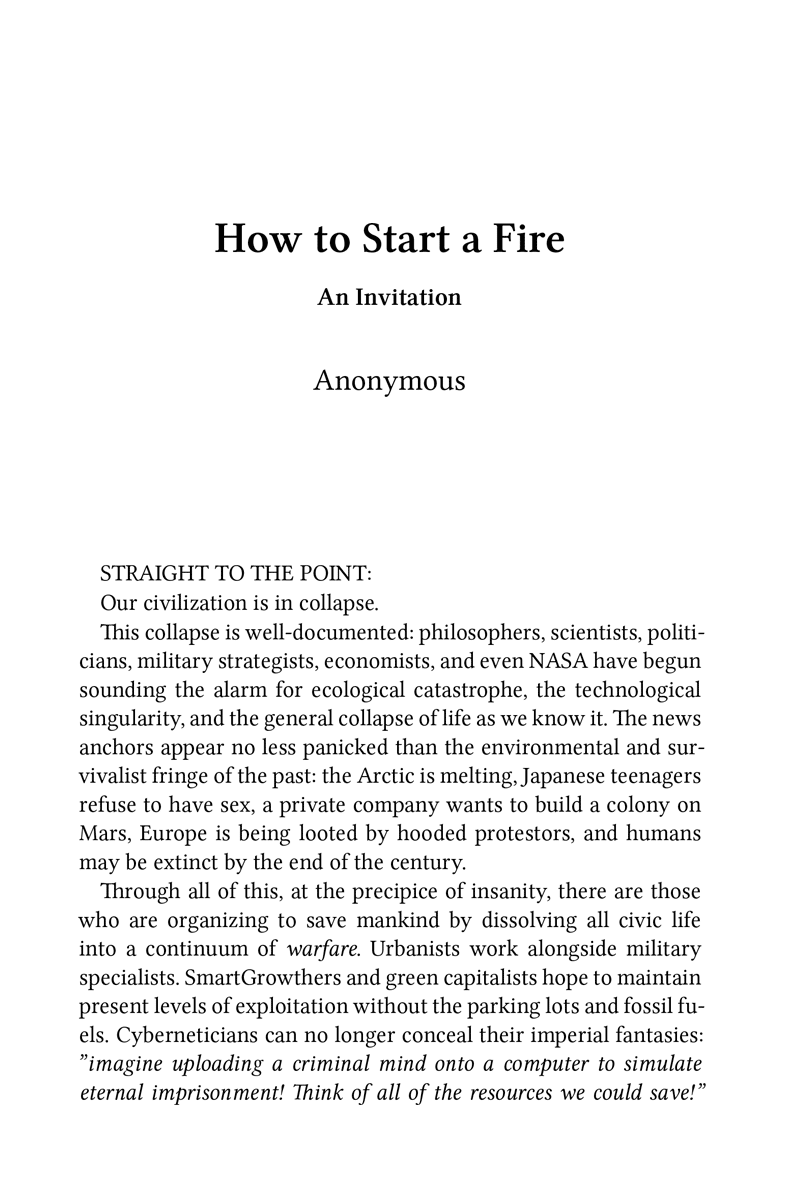 How to Start a Fire
An Invitation
Anonymous
STRAIGHT TO THE POINT:
Our civilization is in collapse.
This collapse is well-documented: philosophers, scientists, politi-
cians, military strategists, economists, and even NASA have begun
sounding the alarm for ecological catastrophe, the technological
singularity, and the general collapse of life as we know it. The news
anchors appear no less panicked than the environmental and sur-
vivalist fringe of the past: the Arctic is melting, Japanese teenagers
refuse to have sex, a private company wants to build a colony on
Mars, Europe is being looted by hooded protestors, and humans
may be extinct by the end of the century.
Through all of this, at the precipice of insanity, there are those
who are organizing to save mankind by dissolving all civic life
into a continuum of warfare. Urbanists work alongside military
specialists. SmartGrowthers and green capitalists hope to maintain
present levels of exploitation without the parking lots and fossil fu-
els. Cyberneticians can no longer conceal their imperial fantasies:
”imagine uploading a criminal mind onto a computer to simulate
eternal imprisonment! Think of all of the resources we could save!”